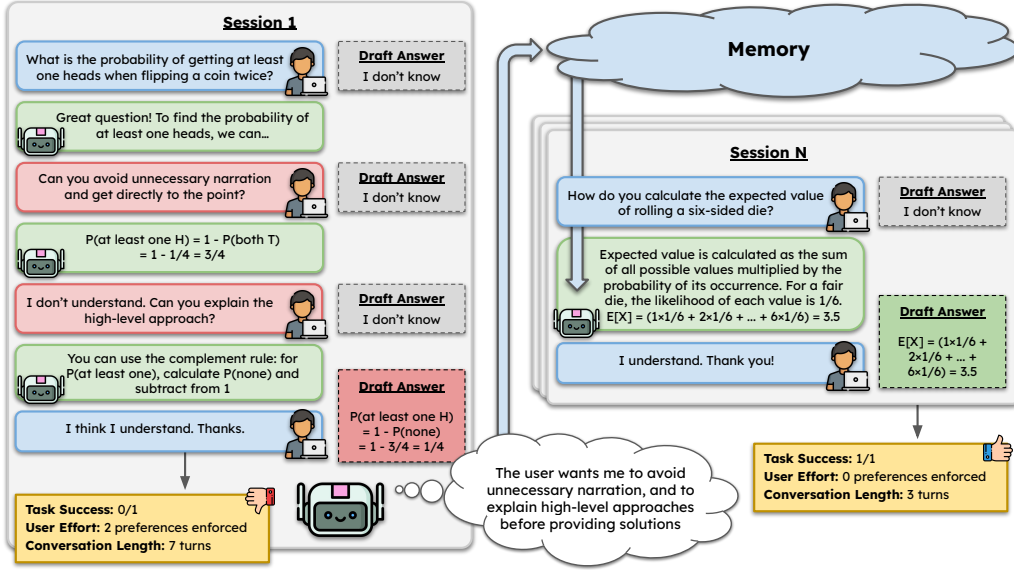 Session 1
What is the probability of getting at least
one heads when flipping a coin twice?
Draft Answer
I don't know
Great question! To find the probability of
at least one heads, we can…
Can you avoid unnecessary narration
and get directly to the point?
Draft Answer
I don't know
P(at least one H) = 1 - P(both T)
= 1 - 1/4 = 3/4
I don't understand. Can you explain the
high-level approach?
Draft Answer
I don't know
You can use the complement rule: for
P(at least one), calculate P(none) and
subtract from 1
I think I understand. Thanks.
Draft Answer
P(at least one H)
= 1 - P(none)
= 1 - 3/4 = 1/4
Task Success: 0/1
User Effort: 2 preferences enforced
Conversation Length: 7 turns
The user wants me to avoid
unnecessary narration, and to
explain high-level approaches
before providing solutions
Memory
Session N
How do you calculate the expected value
of rolling a six-sided die?
Draft Answer
I don't know
Expected value is calculated as the sum
of all possible values multiplied by the
probability of its occurrence. For a fair
die, the likelihood of each value is 1/6.
E[X] = (1×1/6 + 2×1/6 + ... + 6×1/6) = 3.5
I understand. Thank you!
Draft Answer
E[X] = (1×1/6 +
2×1/6 + ... +
6×1/6) = 3.5
Task Success: 1/1
User Effort: 0 preferences enforced
Conversation Length: 3 turns